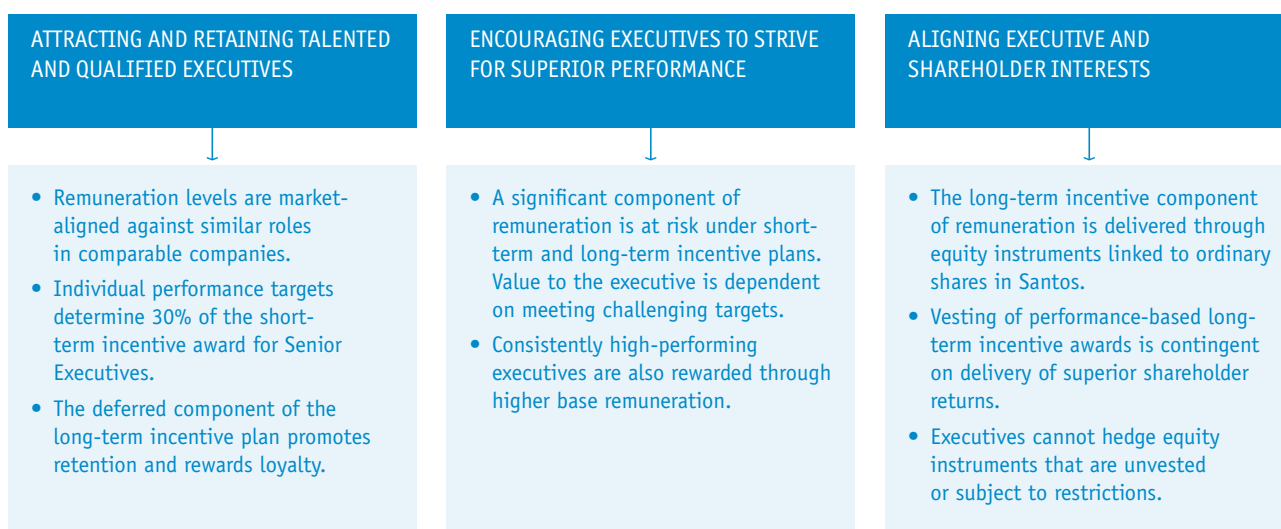 ATTRACTING AND RETAINING TALENTED
AND QUALIFIED EXECUTIVES
• Remuneration levels are market-
aligned against similar roles
in comparable companies.
• Individual performance targets
determine 30% of the short-
term incentive award for Senior
Executives.
• The deferred component of the
long-term incentive plan promotes
retention and rewards loyalty.
ENCOURAGING EXECUTIVES TO STRIVE
FOR SUPERIOR PERFORMANCE
• A significant component of
remuneration is at risk under short-
term and long-term incentive plans.
Value to the executive is dependent
on meeting challenging targets.
• Consistently high-performing
executives are also rewarded through
higher base remuneration.
ALIGNING EXECUTIVE AND
SHAREHOLDER INTERESTS
• The long-term incentive component
of remuneration is delivered through
equity instruments linked to ordinary
shares in Santos.
• Vesting of performance-based long-
term incentive awards is contingent
on delivery of superior shareholder
returns.
• Executives cannot hedge equity
instruments that are unvested
or subject to restrictions.